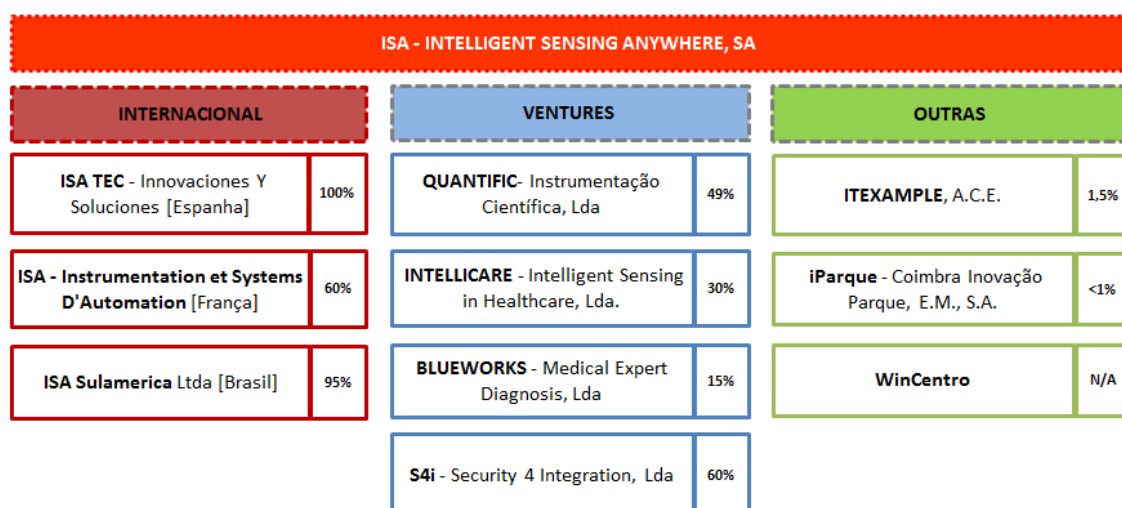 ISA - INTELLIGENT SENSING ANYWHERE, SA
INTERNACIONAL
ISA TEC - Innovaciones Y
Soluciones [Espanha]
100%
ISA - Instrumentation et Systems
D'Automation [França]
60%
ISA Sulamerica Ltda [Brasil]
95%
VENTURES
QUANTIFIC- Instrumentação
Científica, Lda
49%
INTELLICARE - Intelligent Sensing
in Healthcare, Lda.
30%
BLUEWORKS - Medical Expert
Diagnosis, Lda
15%
S4i - Security 4 Integration, Lda
60%
OUTRAS
ITEXAMPLE, A.C.E.
1,5%
iParque - Coimbra Inovação
Parque, E.M., S.A.
<1%
WinCentro
N/A